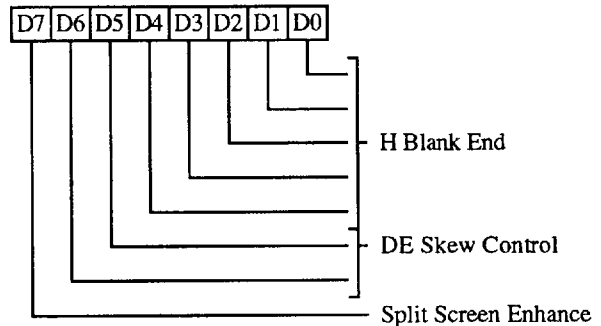 D7 D6 D5 D4 D3 D2 D1 D0
H Blank End
DE Skew Control
Split Screen Enhance